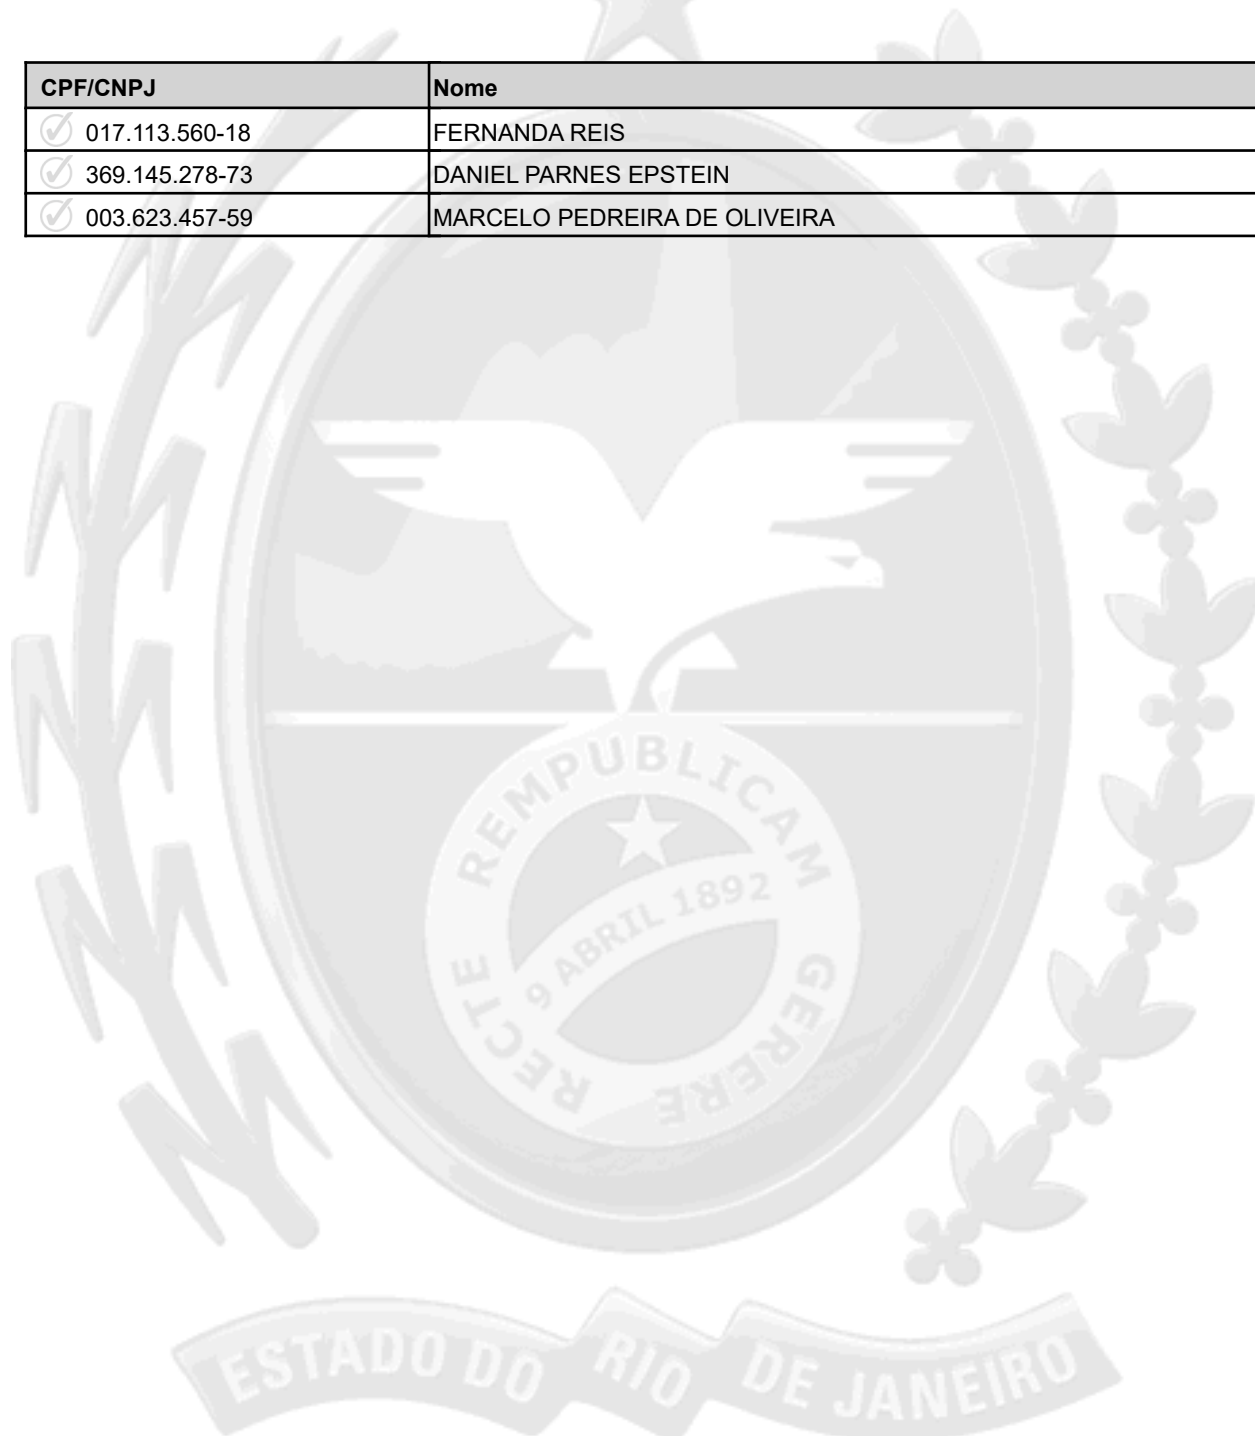 CPF/CNPJ Nome
017.113.560-18 FERNANDA REIS
369.145.278-73 DANIEL PARNES EPSTEIN
003.623.457-59 MARCELO PEDREIRA DE OLIVEIRA
RECTE REMPUBLICAM GERERE
9 ABRIL 1892
ESTADO DO RIO DE JANEIRO